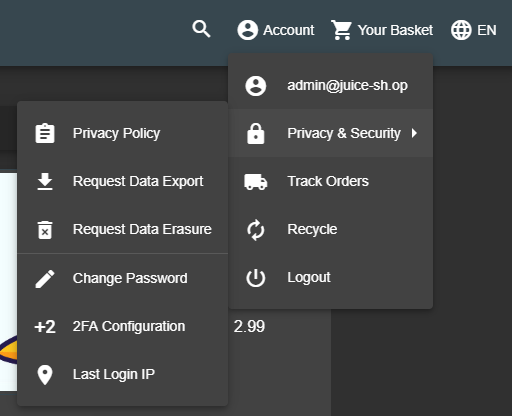 Account
Your Basket
EN
admin@juice-sh.op
Privacy & Security
Track Orders
Recycle
Logout
Privacy Policy
Request Data Export
Request Data Erasure
Change Password
+2 2FA Configuration
Last Login IP
2.99